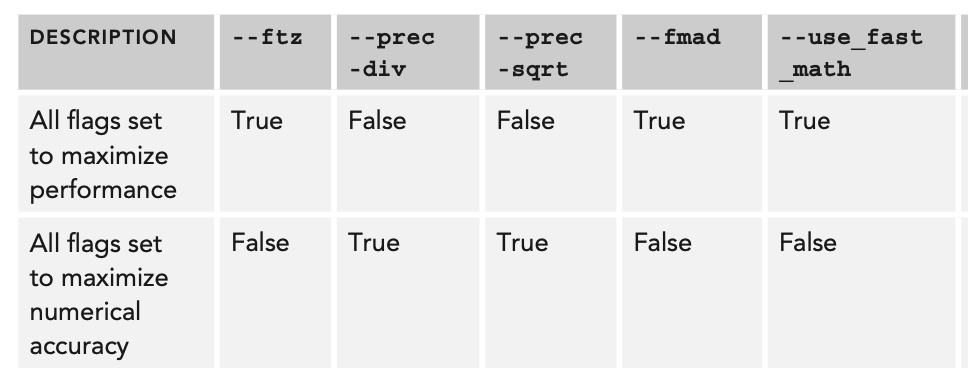 DESCRIPTION --ftz --prec --prec --fmad --use_fast
-div -sqrt _math
All flags set True False False True True
to maximize
performance
All flags set False True True False False
to maximize
numerical
accuracy